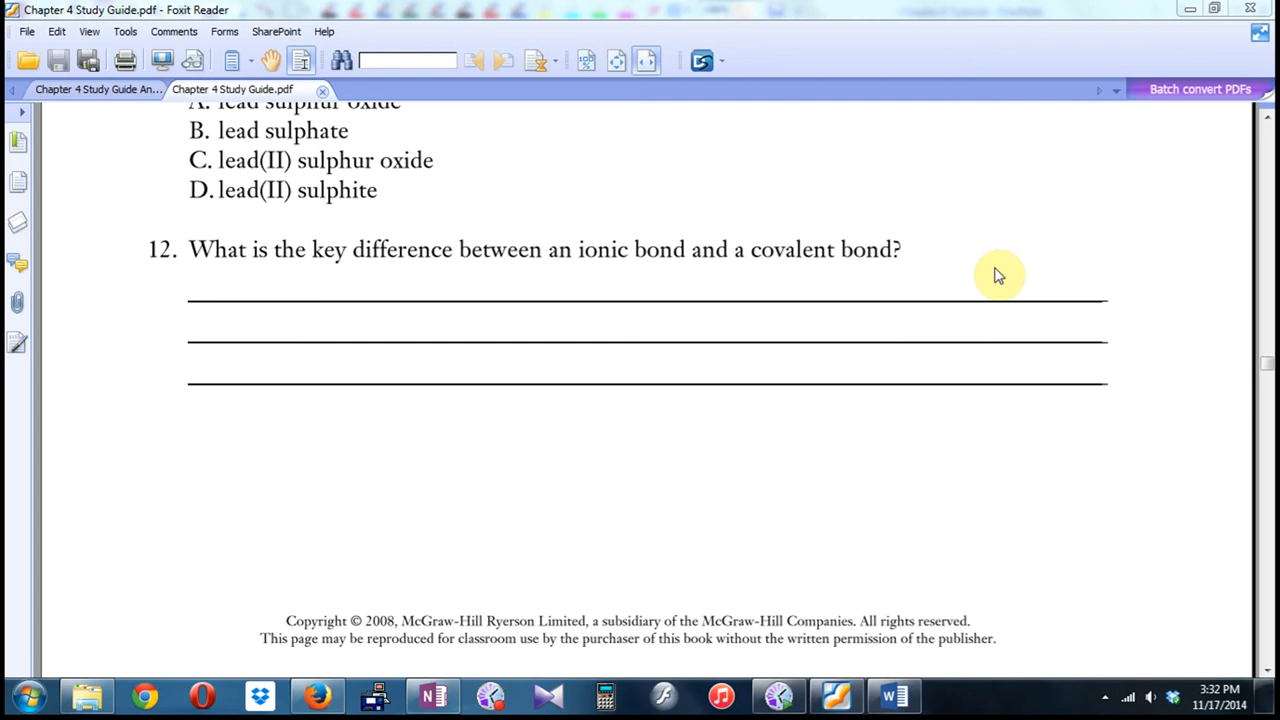 Chapter 4 Study Guide.pdf - Foxit Reader
File Edit View Tools Comments Forms SharePoint Help
Chapter 4 Study Guide An... Chapter 4 Study Guide.pdf Batch convert PDFs
A. lead sulphur oxide
B. lead sulphate
C. lead(II) sulphur oxide
D. lead(II) sulphite
12. What is the key difference between an ionic bond and a covalent bond?
Copyright © 2008, McGraw-Hill Ryerson Limited, a subsidiary of the McGraw-Hill Companies. All rights reserved.
This page may be reproduced for classroom use by the purchaser of this book without the written permission of the publisher.
3:32 PM
11/17/2014